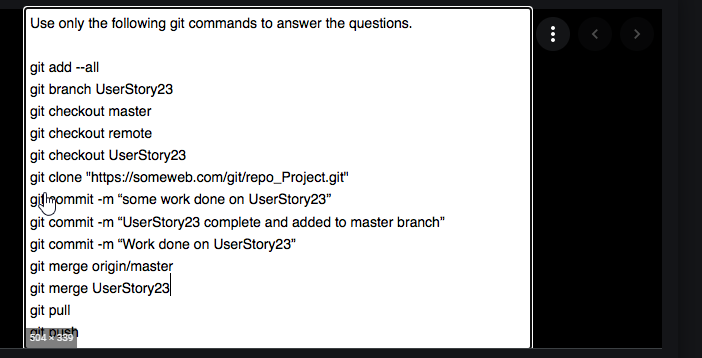 Use only the following git commands to answer the questions.
git add --all
git branch UserStory23
git checkout master
git checkout remote
git checkout UserStory23
git clone "https://someweb.com/git/repo_Project.git"
git commit -m “some work done on UserStory23”
git commit -m “UserStory23 complete and added to master branch”
git commit -m “Work done on UserStory23”
git merge origin/master
git merge UserStory23
git pull
git push
504 × 339